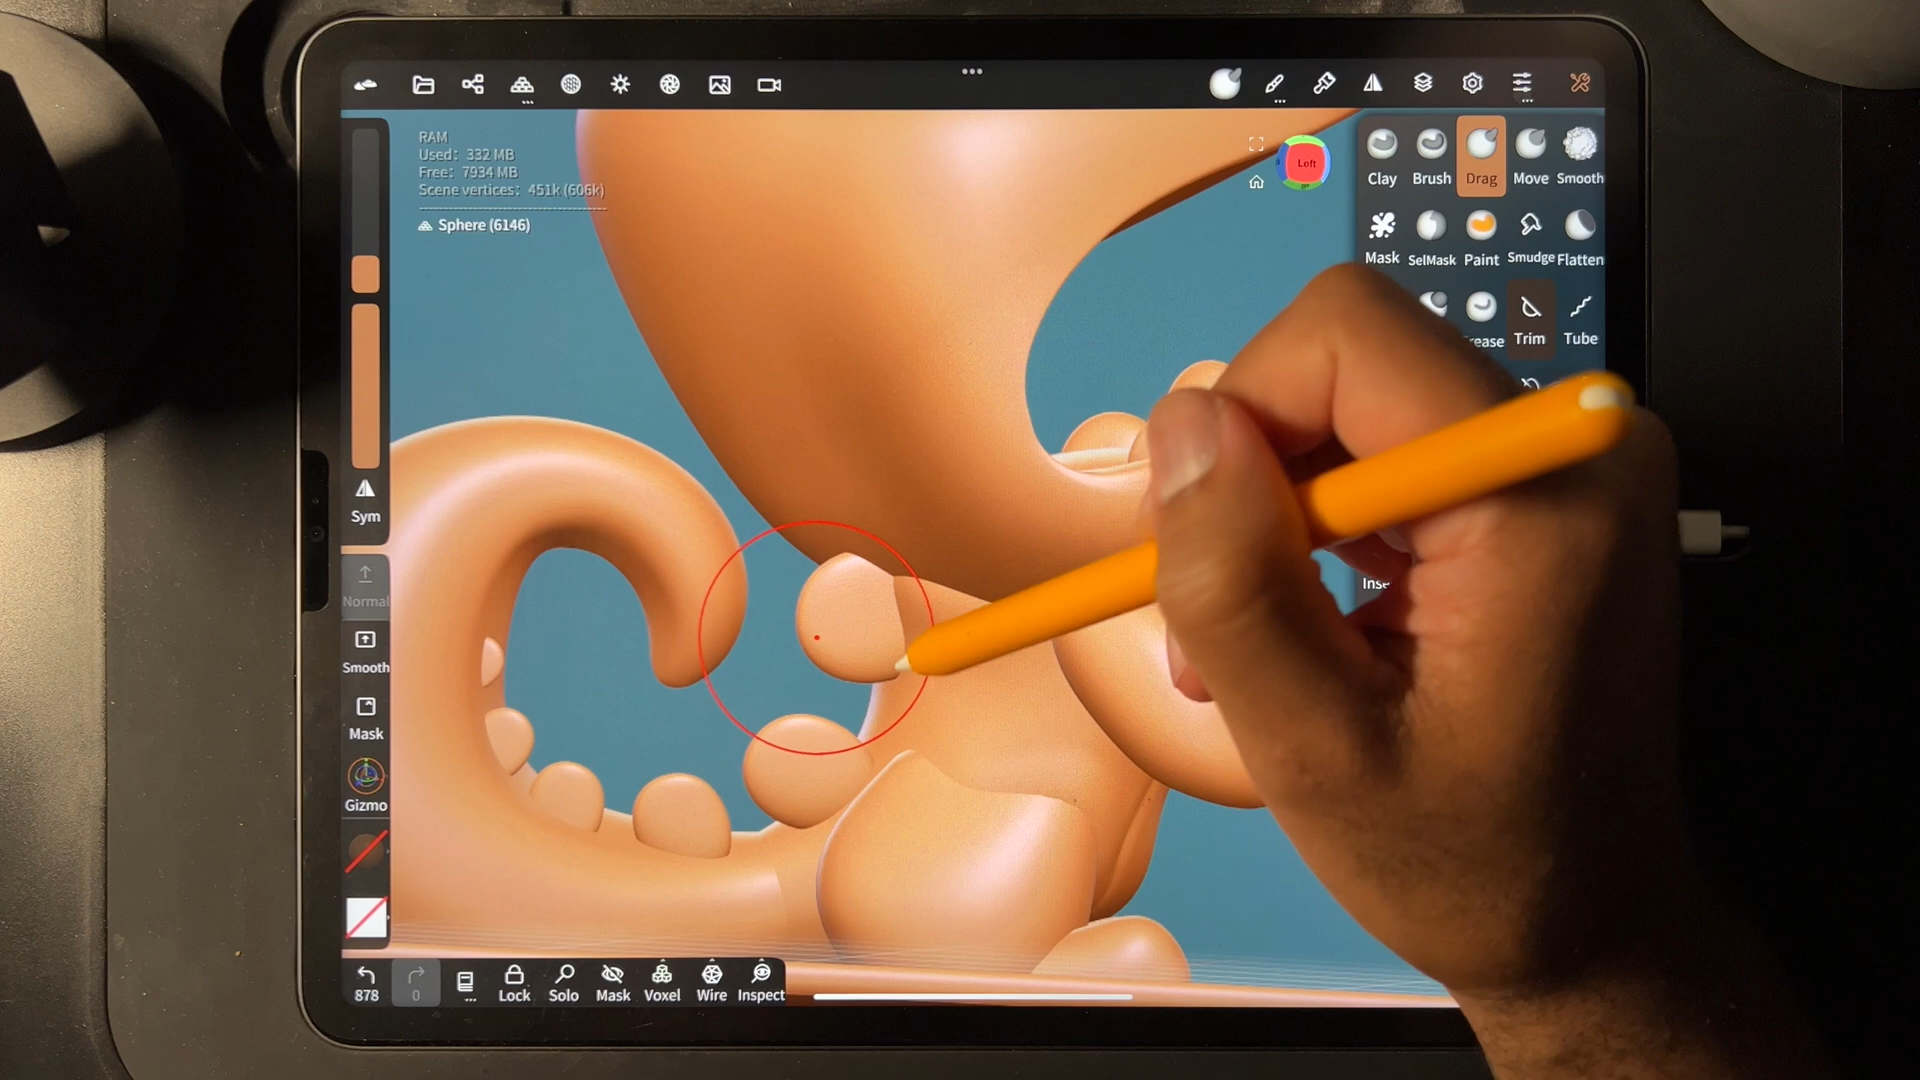 RAM
Used: 332 MB
Free: 7934 MB
Scene vertices: 451k (606k)
Sphere (6146)
Clay Brush Drag Move Smooth
Mask SelMask Paint Smudge Flatten
rease Trim Tube
Inse
Sym
Normal
Smooth
Mask
Gizmo
878 0 Lock Solo Mask Voxel Wire Inspect